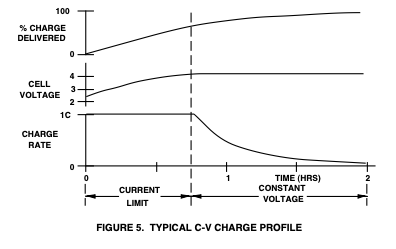 100
% CHARGE
DELIVERED
0
4
CELL
3
VOLTAGE
2
1C
CHARGE
RATE
0
0 1 TIME (HRS) 2
CURRENT
LIMIT
CONSTANT
VOLTAGE
FIGURE 5. TYPICAL C-V CHARGE PROFILE